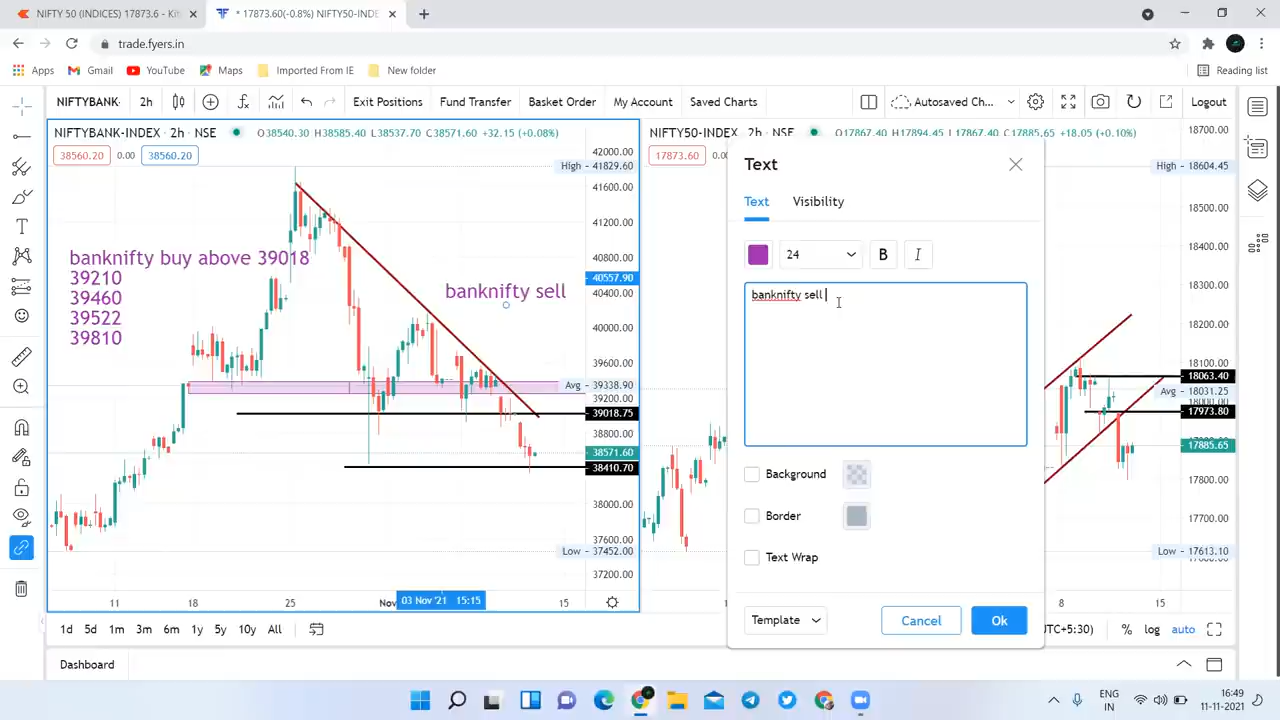 NIFTY 50 (INDICES) 17873.6 - Kit
* 17873.60(-0.8%) NIFTY50-INDE
trade.fyers.in
Apps
Gmail
YouTube
Maps
Imported From IE
New folder
Reading list
NIFTYBANK-
2h
Exit Positions
Fund Transfer
Basket Order
My Account
Saved Charts
Autosaved Ch...
Logout
NIFTYBANK-INDEX 2h NSE
O38540.30 H38585.40 L38537.70 C38571.60 +32.15 (+0.08%)
38560.20
0.00
38560.20
banknifty buy above 39018
39210
39460
39522
39810
banknifty sell
42000.00
High - 41829.60
41600.00
41200.00
40800.00
40557.90
40400.00
40000.00
39600.00
Avg - 39338.90
39200.00
39018.75
38800.00
38571.60
38410.70
38000.00
37600.00
Low - 37452.00
37200.00
11
18
25
Nov
03 Nov '21 15:15
15
NIFTY50-INDEX 2h NSE
O17867.40 H17894.45 L17867.40 C17885.65 +18.05 (+0.10%)
17873.60
0.00
18700.00
High - 18604.45
18500.00
18400.00
18300.00
18200.00
18100.00
18063.40
Avg - 18031.25
18000.00
17973.80
17885.65
17800.00
17700.00
Low - 17613.10
8
15
Text
Text
Visibility
24
B
I
banknifty sell
Background
Border
Text Wrap
Template
Cancel
Ok
1d
5d
1m
3m
6m
1y
5y
10y
All
(UTC+5:30)
%
log
auto
Dashboard
ENG
IN
16:49
11-11-2021